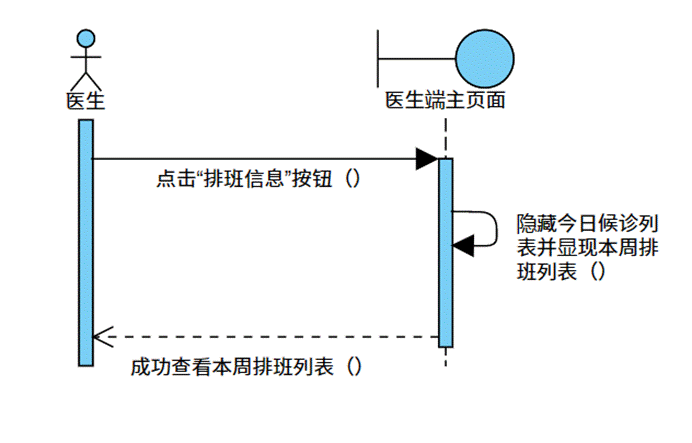 医生
医生端主页面
点击“排班信息”按钮（）
隐藏今日候诊列
表并显现本周排
班列表（）
成功查看本周排班列表（）